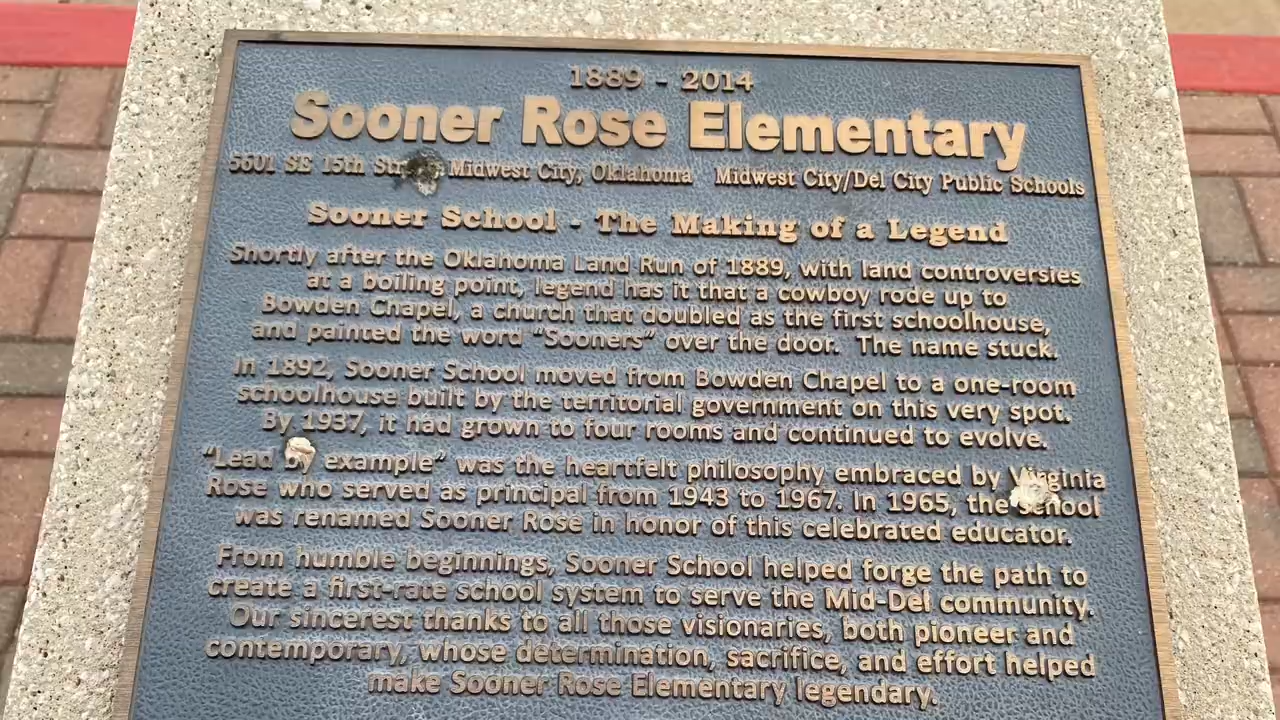 1889 - 2014
Sooner Rose Elementary
5601 SE 15th Street Midwest City, Oklahoma Midwest City/Del City Public Schools
Sooner School - The Making of a Legend
Shortly after the Oklahoma Land Run of 1889, with land controversies
at a boiling point, legend has it that a cowboy rode up to
Bowden Chapel, a church that doubled as the first schoolhouse,
and painted the word “Sooners” over the door. The name stuck.
In 1892, Sooner School moved from Bowden Chapel to a one-room
schoolhouse built by the territorial government on this very spot.
By 1937, it had grown to four rooms and continued to evolve.
“Lead by example” was the heartfelt philosophy embraced by Virginia
Rose who served as principal from 1943 to 1967. In 1965, the school
was renamed Sooner Rose in honor of this celebrated educator.
From humble beginnings, Sooner School helped forge the path to
create a first-rate school system to serve the Mid-Del community.
Our sincerest thanks to all those visionaries, both pioneer and
contemporary, whose determination, sacrifice, and effort helped
make Sooner Rose Elementary legendary.